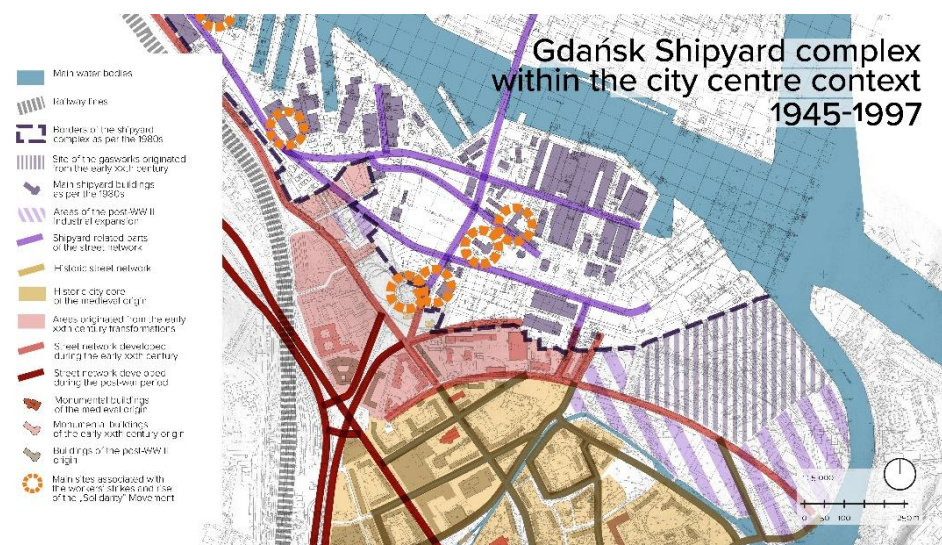 Gdańsk Shipyard complex
within the city centre context
1945-1997
Main water bodies
Railway lines
Borders of the shipyard
complex as per the 1980s
Site of the gasworks originated
from the early xxth century
Main shipyard buildings
as per the 1980s
Areas of the post-WW II
industrial expansion
Shipyard-related parts
of the street network
Historic street network
Historic city core
of the medieval origin
Areas originated from the early
xxth century transformations
Street network developed
during the early xxth century
Street network developed
during the post-war period
Monumental buildings
of the medieval origin
Monumental buildings
of the early xxth century origin
Buildings of the post-WW II
origin
Main sites associated with
the workers' strikes and rise
of the „Solidarity" Movement
1:5 000
0 50 100 250m